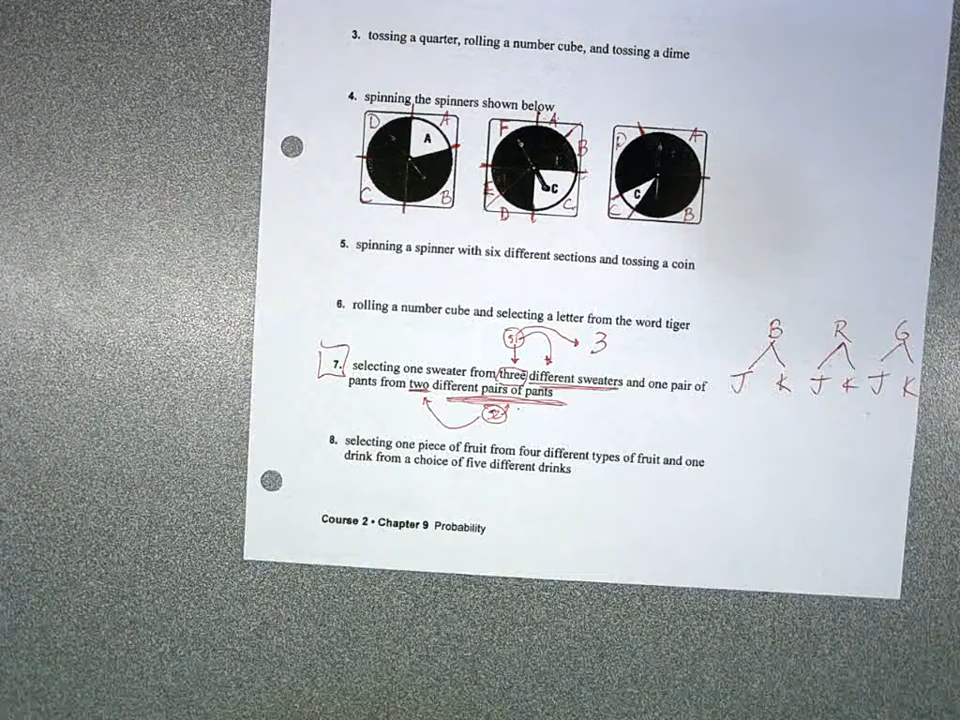 3. tossing a quarter, rolling a number cube, and tossing a dime
4. spinning the spinners shown below
D A F A B D A
A
C
C
C B E D C C B
5. spinning a spinner with six different sections and tossing a coin
6. rolling a number cube and selecting a letter from the word tiger
3
B R G
J K J K J K
7. selecting one sweater from three different sweaters and one pair of
pants from two different pairs of pants
8. selecting one piece of fruit from four different types of fruit and one
drink from a choice of five different drinks
Course 2 • Chapter 9 Probability